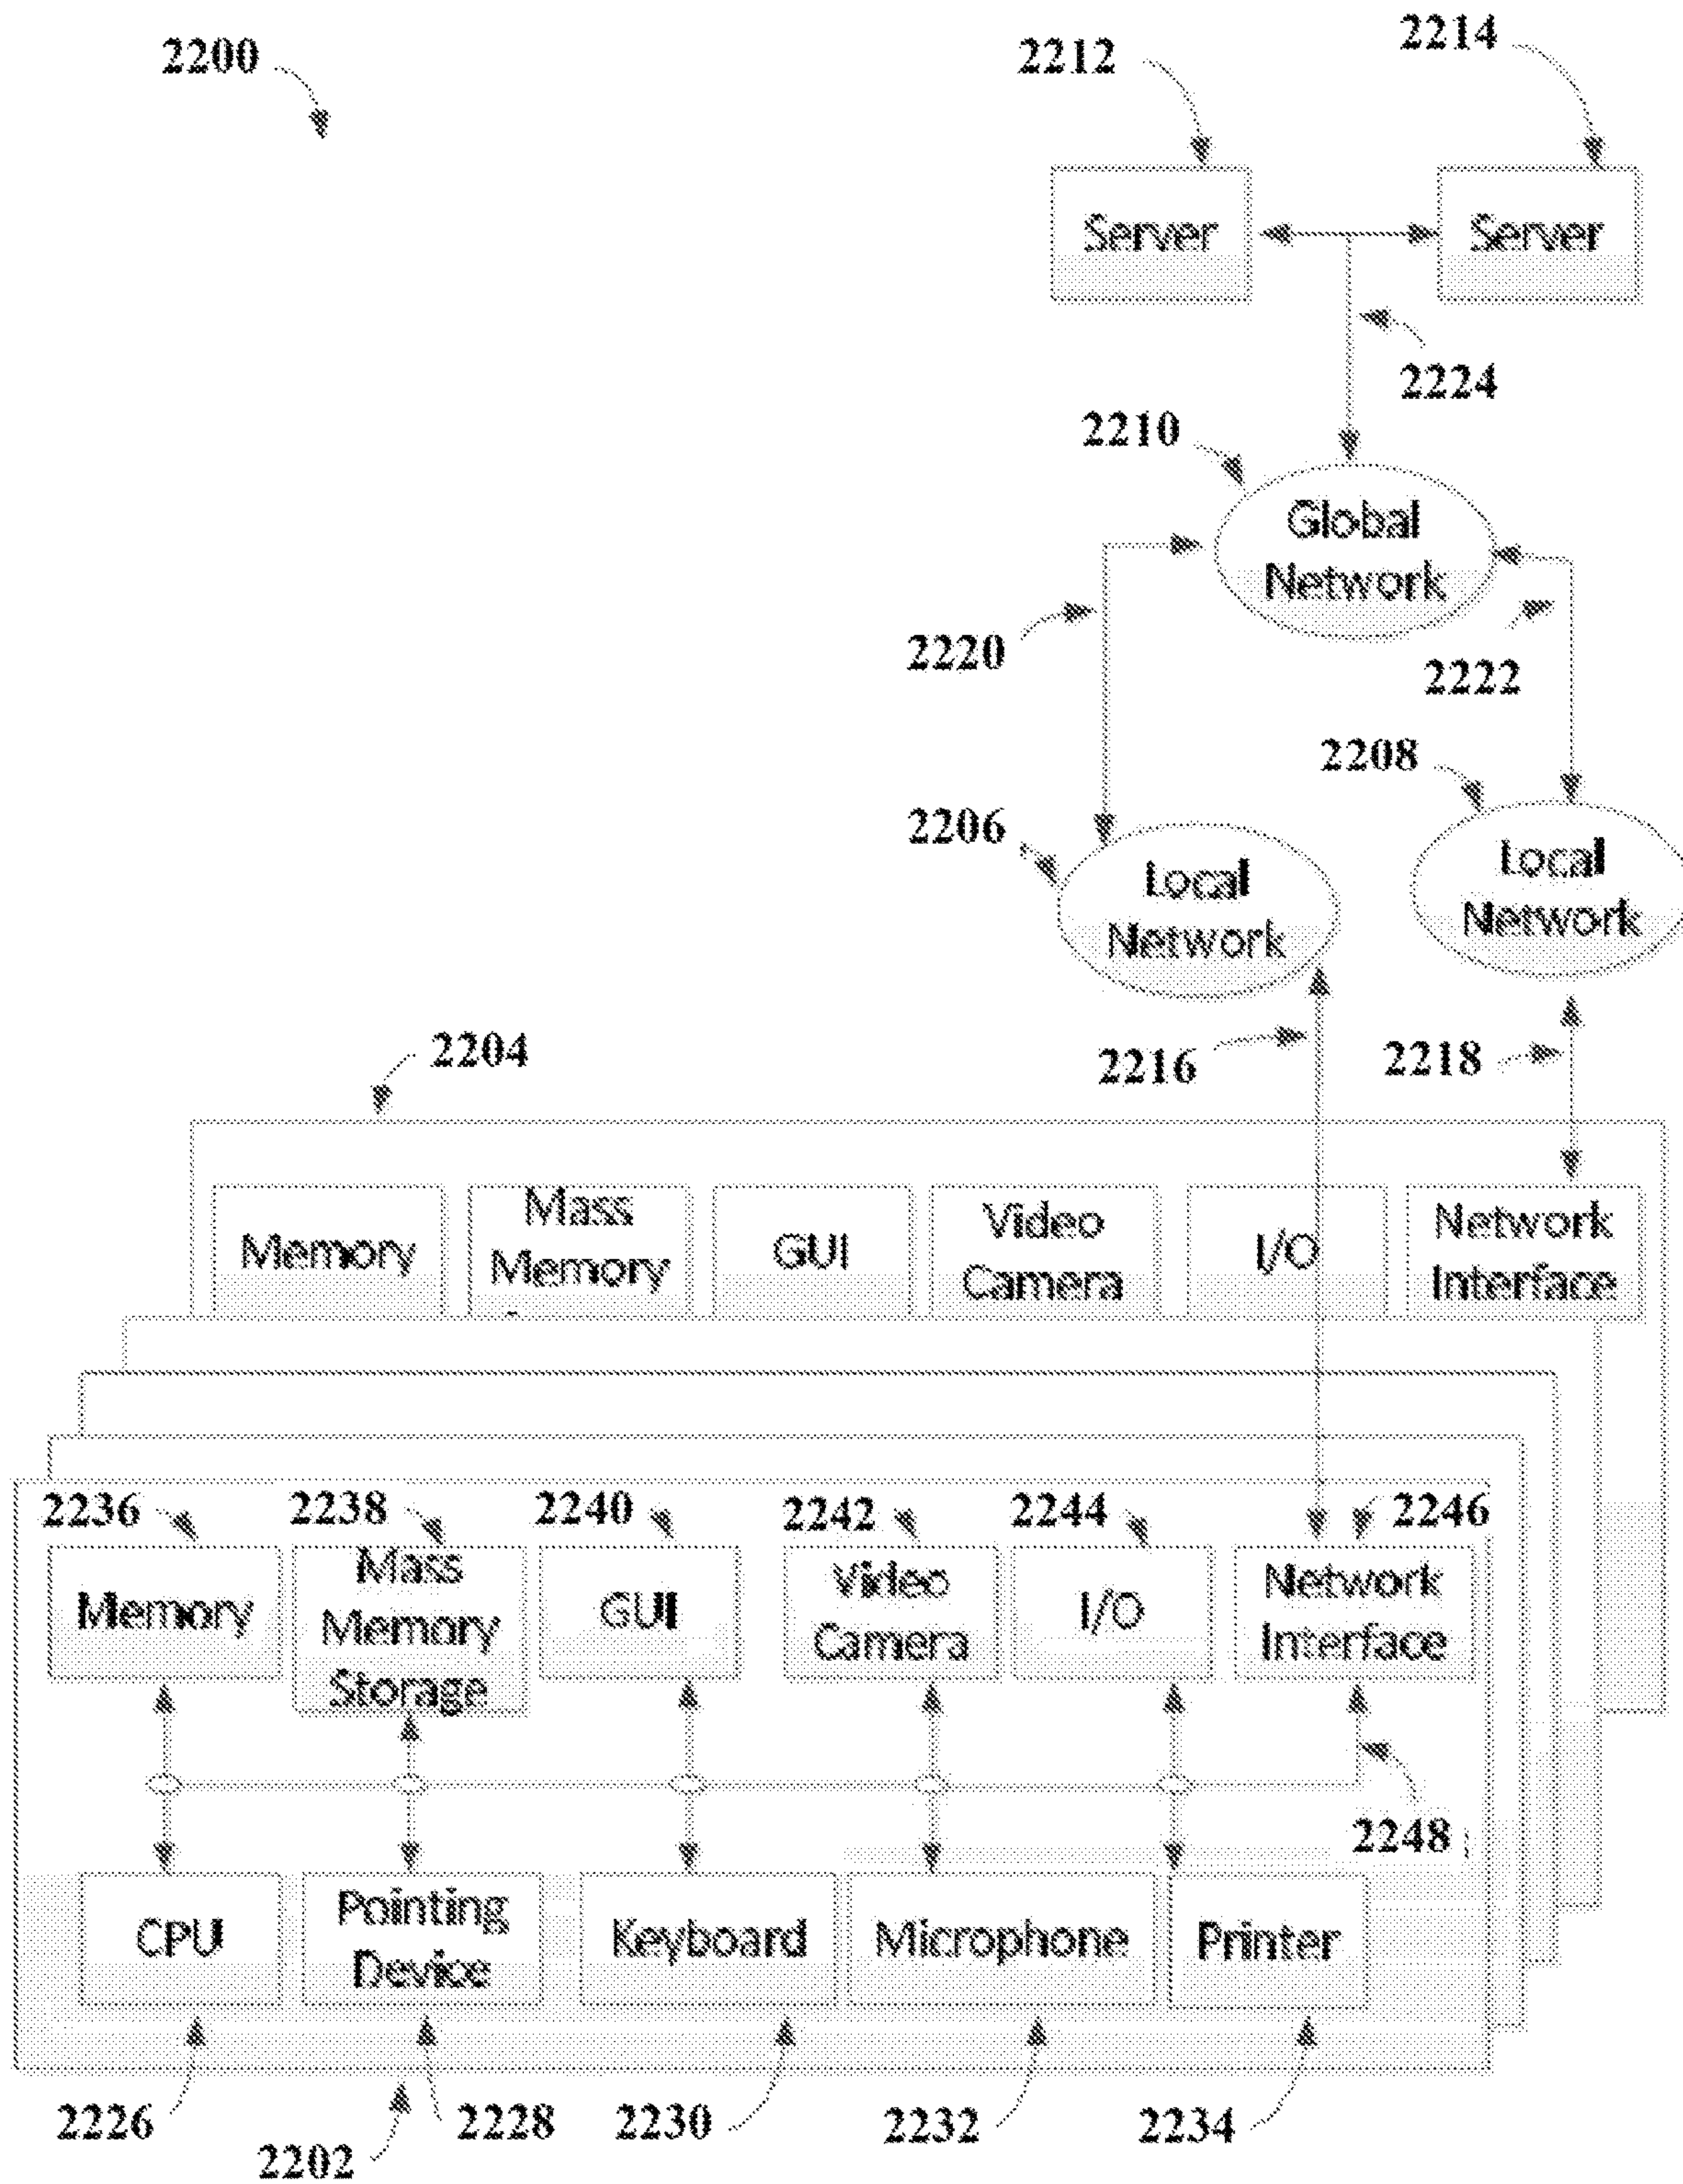 2200
2212
2214
Server
Server
2224
2210
Global
Network
2220
2222
2208
2206
Local
Network
Local
Network
2204
2216
2218
Memory
Mass
Memory
GUI
Video
Camera
I/O
Network
Interface
2236
2238
2240
2242
2244
2246
Memory
Mass
Memory
Storage
GUI
Video
Camera
I/O
Network
Interface
2248
CPU
Pointing
Device
Keyboard
Microphone
Printer
2226
2202
2228
2230
2232
2234